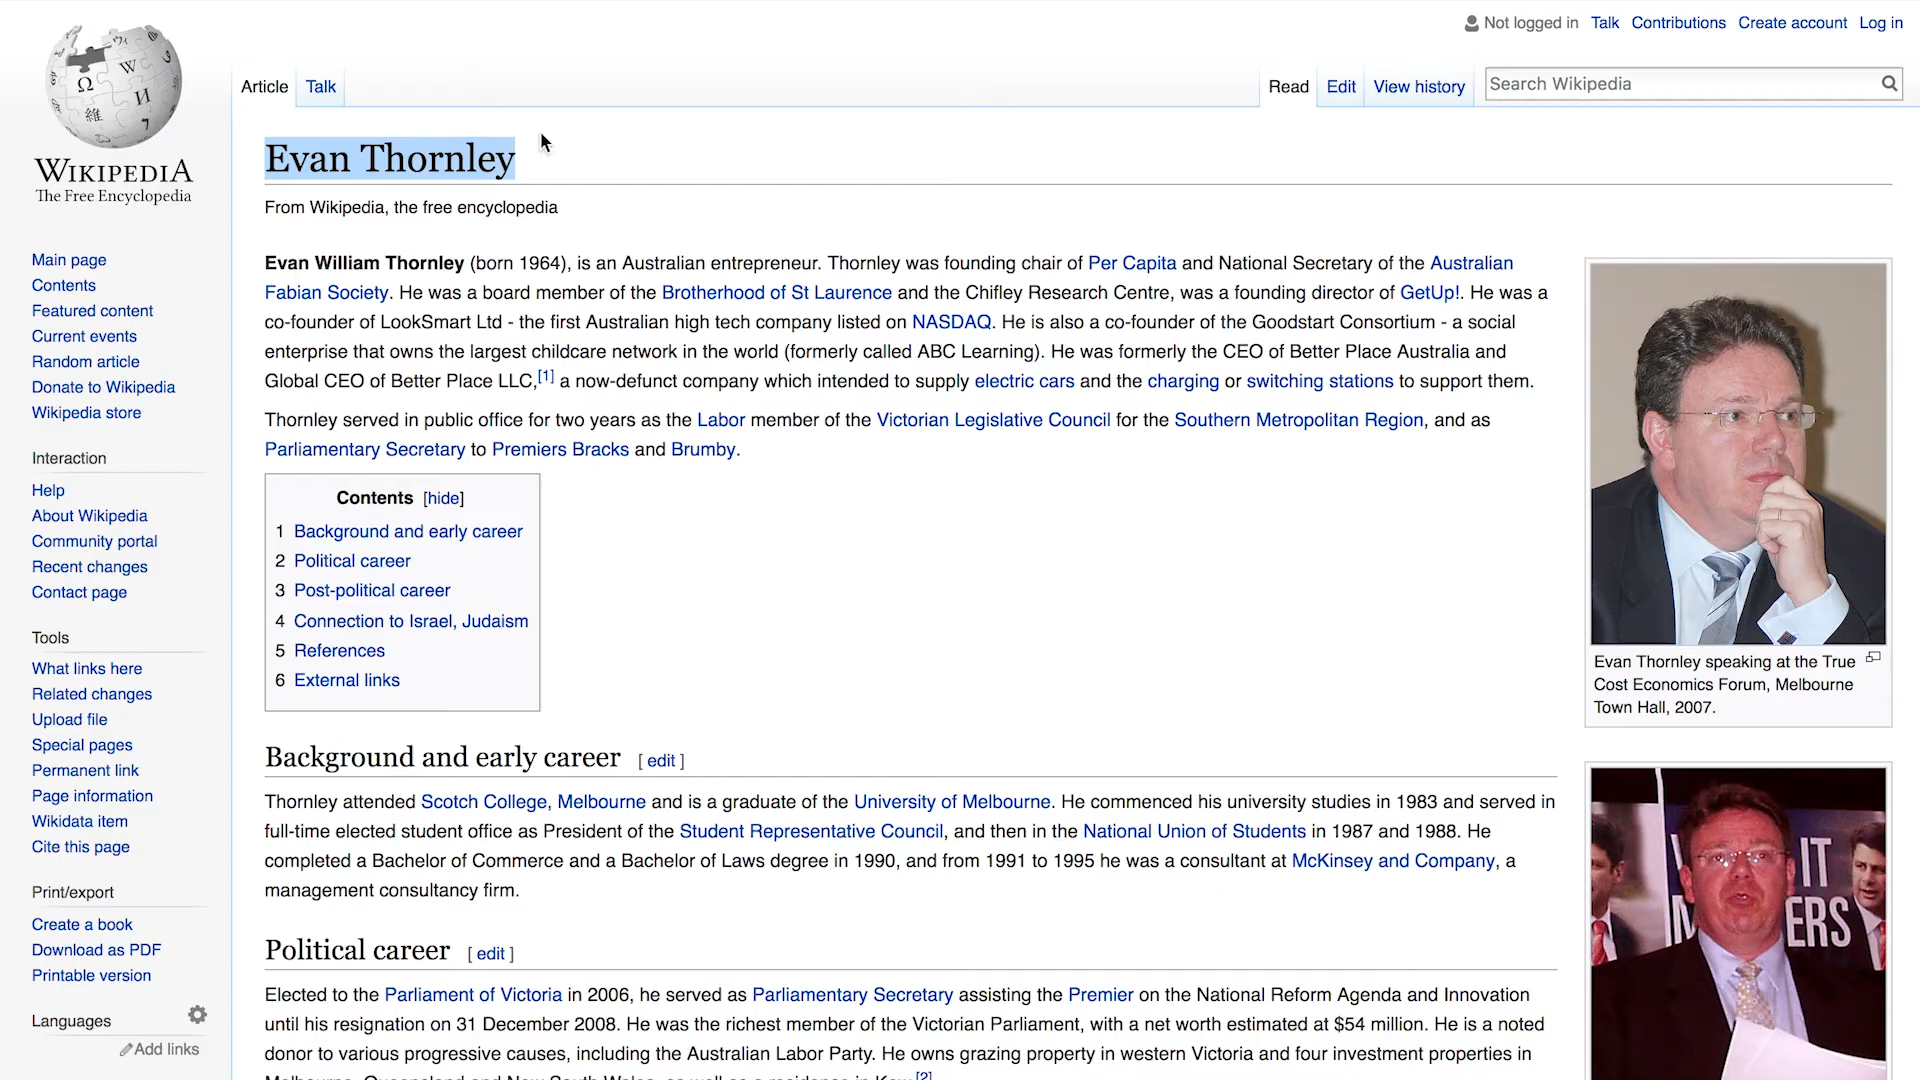 Not logged in Talk Contributions Create account Log in
Article Talk Read Edit View history Search Wikipedia
WIKIPEDIA
The Free Encyclopedia
Evan Thornley
From Wikipedia, the free encyclopedia
Evan William Thornley (born 1964), is an Australian entrepreneur. Thornley was founding chair of Per Capita and National Secretary of the Australian
Fabian Society. He was a board member of the Brotherhood of St Laurence and the Chifley Research Centre, was a founding director of GetUp!. He was a
co-founder of LookSmart Ltd - the first Australian high tech company listed on NASDAQ. He is also a co-founder of the Goodstart Consortium - a social
enterprise that owns the largest childcare network in the world (formerly called ABC Learning). He was formerly the CEO of Better Place Australia and
Global CEO of Better Place LLC,[1] a now-defunct company which intended to supply electric cars and the charging or switching stations to support them.
Thornley served in public office for two years as the Labor member of the Victorian Legislative Council for the Southern Metropolitan Region, and as
Parliamentary Secretary to Premiers Bracks and Brumby.
Contents [hide]
1 Background and early career
2 Political career
3 Post-political career
4 Connection to Israel, Judaism
5 References
6 External links
Background and early career [ edit ]
Thornley attended Scotch College, Melbourne and is a graduate of the University of Melbourne. He commenced his university studies in 1983 and served in
full-time elected student office as President of the Student Representative Council, and then in the National Union of Students in 1987 and 1988. He
completed a Bachelor of Commerce and a Bachelor of Laws degree in 1990, and from 1991 to 1995 he was a consultant at McKinsey and Company, a
management consultancy firm.
Political career [ edit ]
Elected to the Parliament of Victoria in 2006, he served as Parliamentary Secretary assisting the Premier on the National Reform Agenda and Innovation
until his resignation on 31 December 2008. He was the richest member of the Victorian Parliament, with a net worth estimated at $54 million. He is a noted
donor to various progressive causes, including the Australian Labor Party. He owns grazing property in western Victoria and four investment properties in
Evan Thornley speaking at the True
Cost Economics Forum, Melbourne
Town Hall, 2007.
Main page
Contents
Featured content
Current events
Random article
Donate to Wikipedia
Wikipedia store
Interaction
Help
About Wikipedia
Community portal
Recent changes
Contact page
Tools
What links here
Related changes
Upload file
Special pages
Permanent link
Page information
Wikidata item
Cite this page
Print/export
Create a book
Download as PDF
Printable version
Languages
Add links